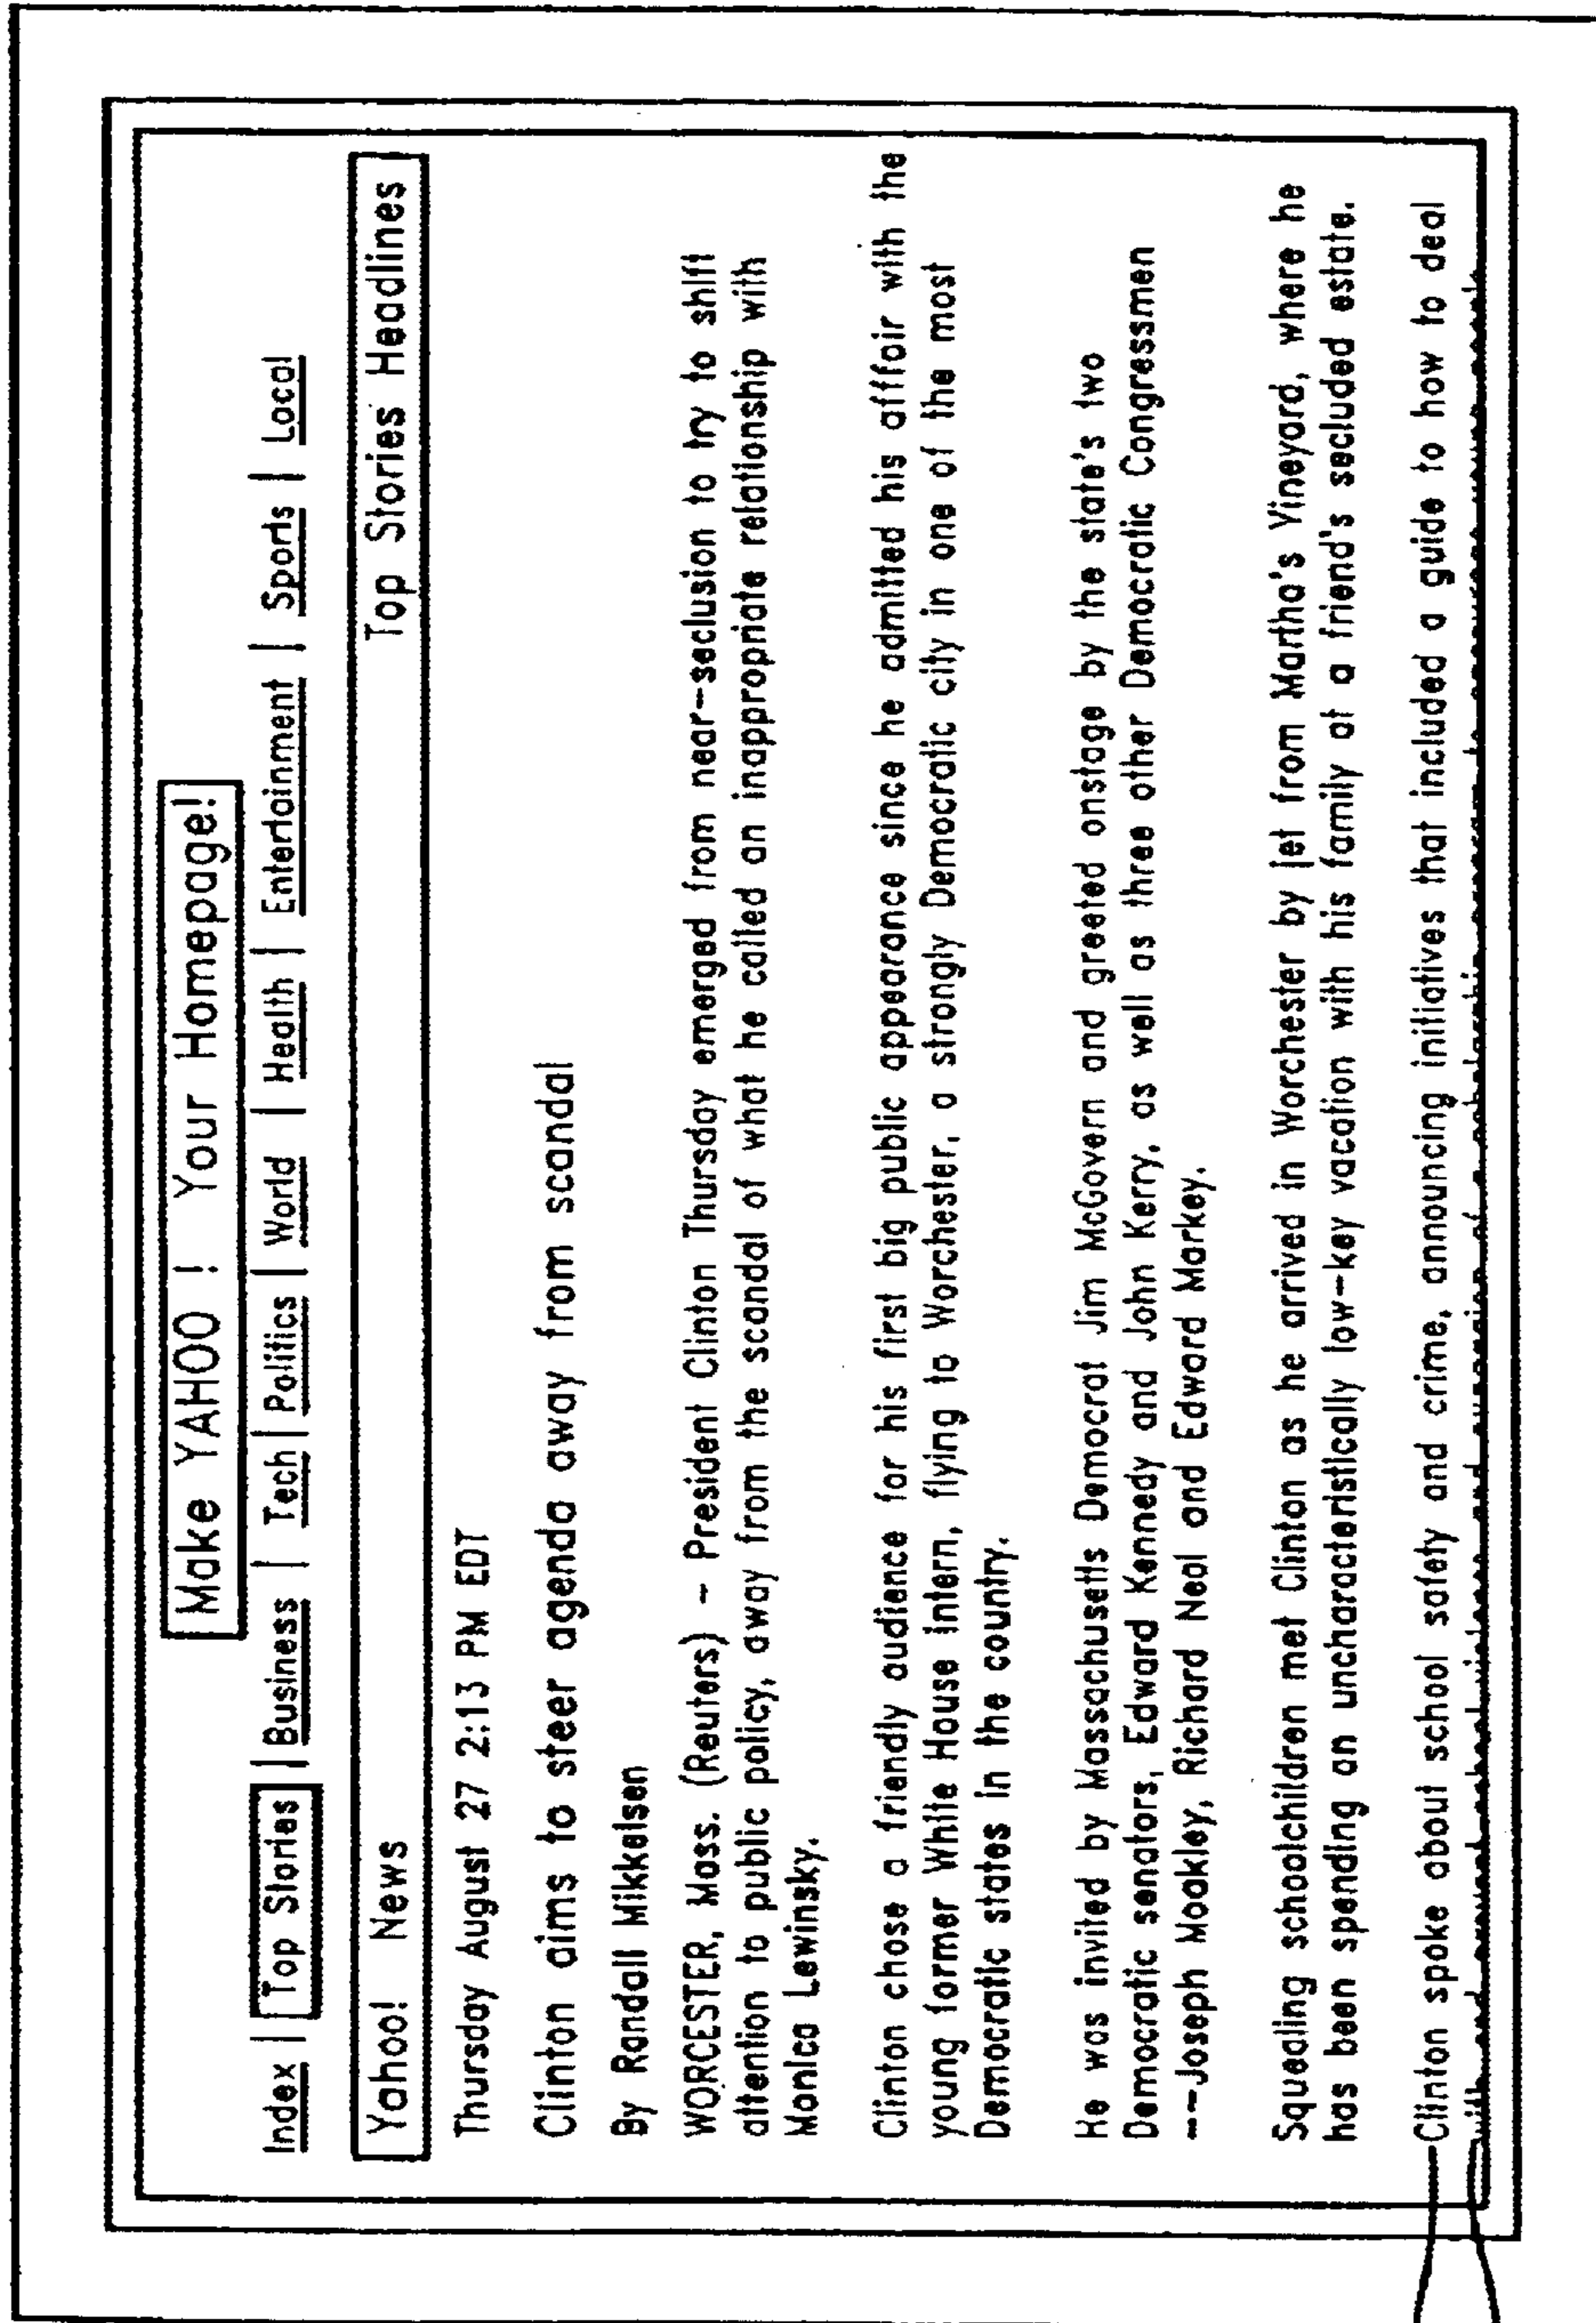 Make YAHOO ! Your Homepage!
Index | Top Stories | Business | Tech | Politics | World | Health | Entertainment | Sports | Local
Yahoo! News Top Stories Headlines
Thursday August 27 2:13 PM EDT
Clinton aims to steer agenda away from scandal
By Randall Mikkelsen
WORCESTER, Mass. (Reuters) - President Clinton Thursday emerged from near-seclusion to try to shift
attention to public policy, away from the scandal of what he called an inappropriate relationship with
Monica Lewinsky.
Clinton chose a friendly audience for his first big public appearance since he admitted his afffair with the
young former While House intern, flying to Worchester, a strongly Democratic city in one of the most
Democratic states in the country.
He was invited by Massachusetts Democrat Jim McGovern and greeted onstage by the state's two
Democratic senators, Edward Kennedy and John Kerry, as well as three other Democratic Congressmen
--Joseph Moakley, Richard Neal and Edward Markey.
Squealing schoolchildren met Clinton as he arrived in Worchester by jet from Martha's Vineyard, where he
has been spending an uncharacteristically low-key vacation with his family at a friend's secluded estate.
Clinton spoke about school safety and crime, announcing initiatives that included a guide to how to deal
with and